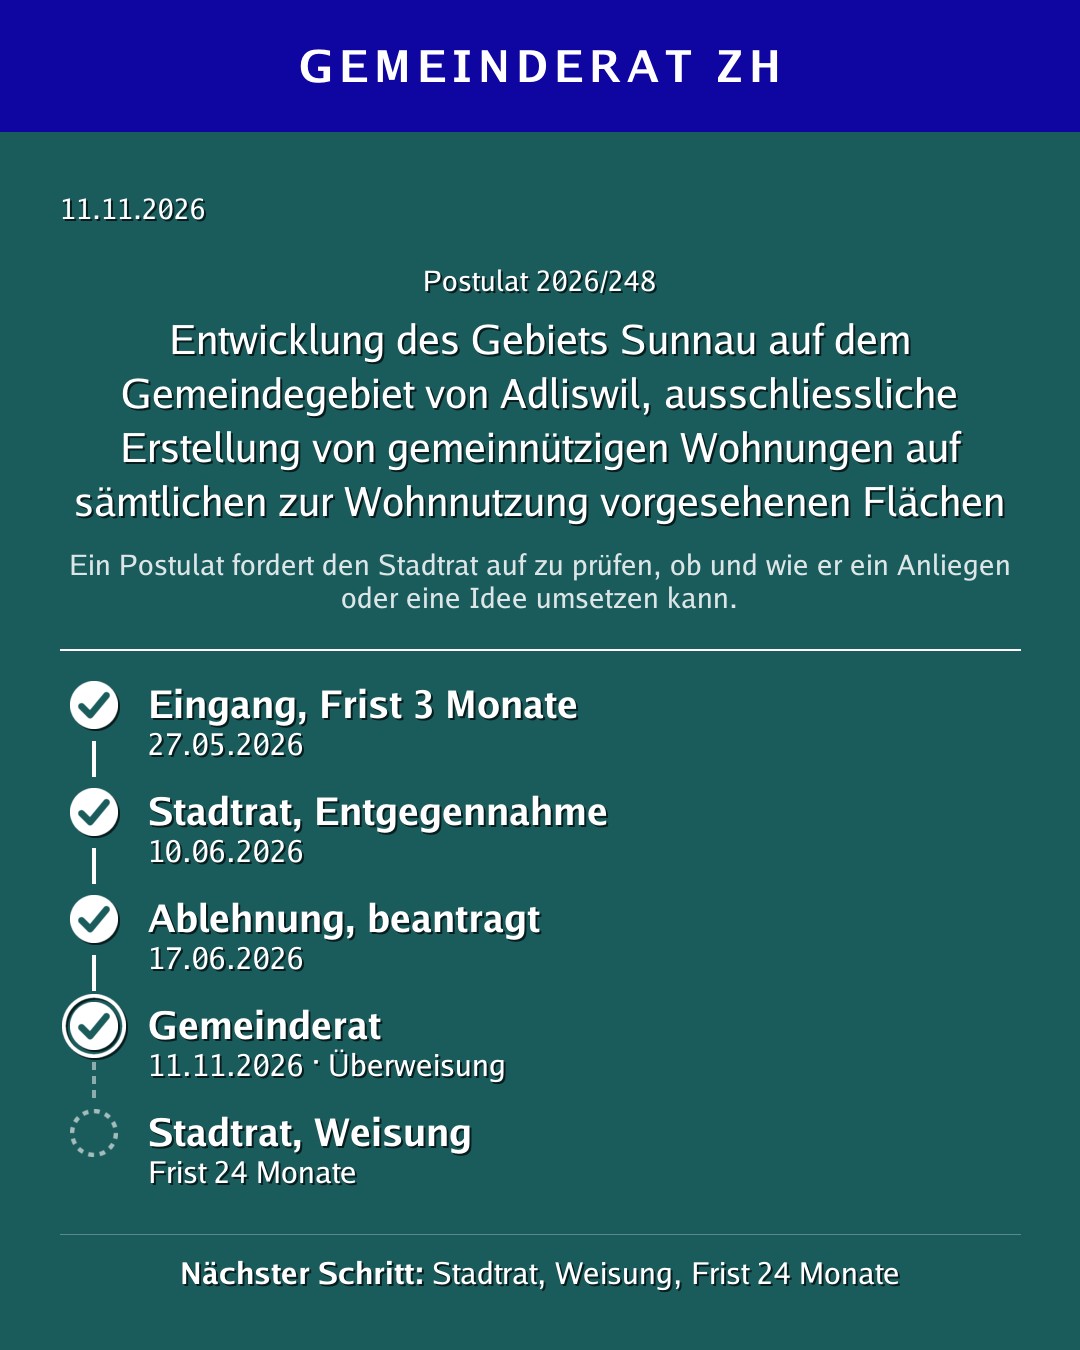 GEMEINDERAT ZH
11.11.2026
Postulat 2026/248
Entwicklung des Gebiets Sunnau auf dem
Gemeindegebiet von Adliswil, ausschliessliche
Erstellung von gemeinnützigen Wohnungen auf
sämtlichen zur Wohnnutzung vorgesehenen Flächen
Ein Postulat fordert den Stadtrat auf zu prüfen, ob und wie er ein Anliegen
oder eine Idee umsetzen kann.
Eingang, Frist 3 Monate
27.05.2026
Stadtrat, Entgegennahme
10.06.2026
Ablehnung, beantragt
17.06.2026
Gemeinderat
11.11.2026 · Überweisung
Stadtrat, Weisung
Frist 24 Monate
Nächster Schritt: Stadtrat, Weisung, Frist 24 Monate